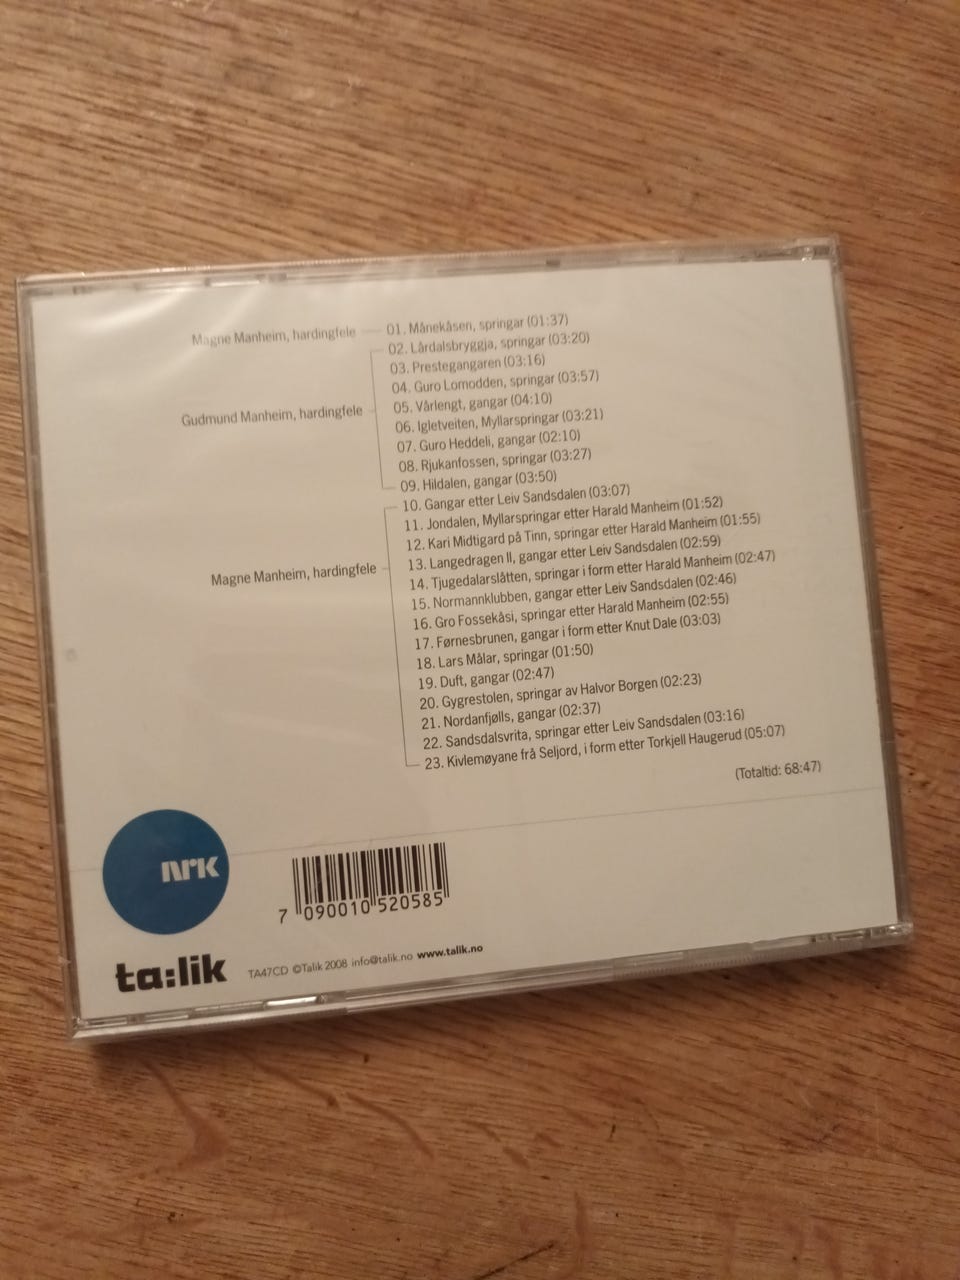 Magne Manheim, hardingfele
01. Månekåsen, springar (01:37)
02. Lårdalsbryggja, springar (03:20)
03. Prestegangaren (03:16)
04. Guro Lomodden, springar (03:57)
Gudmund Manheim, hardingfele
05. Vårlengt, gangar (04:10)
06. Igletveiten, Myllarspringar (03:21)
07. Guro Heddeli, gangar (02:10)
08. Rjukanfossen, springar (03:27)
09. Hildalen, gangar (03:50)
10. Gangar etter Leiv Sandsdalen (03:07)
11. Jondalen, Myllarspringar etter Harald Manheim (01:52)
12. Kari Midtigard på Tinn, springar etter Harald Manheim (01:55)
13. Langedragen II, gangar etter Leiv Sandsdalen (02:59)
Magne Manheim, hardingfele
14. Tjugedalarslåtten, springar i form etter Harald Manheim (02:47)
15. Normannklubben, gangar etter Leiv Sandsdalen (02:46)
16. Gro Fossekåsi, springar etter Harald Manheim (02:55)
17. Førnesbrunen, gangar i form etter Knut Dale (03:03)
18. Lars Målar, springar (01:50)
19. Duft, gangar (02:47)
20. Gygrestolen, springar av Halvor Borgen (02:23)
21. Nordanfjølls, gangar (02:37)
22. Sandsdalsvrita, springar etter Leiv Sandsdalen (03:16)
23. Kivlemøyane frå Seljord, i form etter Torkjell Haugerud (05:07)
(Totaltid: 68:47)
NRK
7 090010 520585
ta:lik
TA47CD ©Talik 2008 info@talik.no www.talik.no